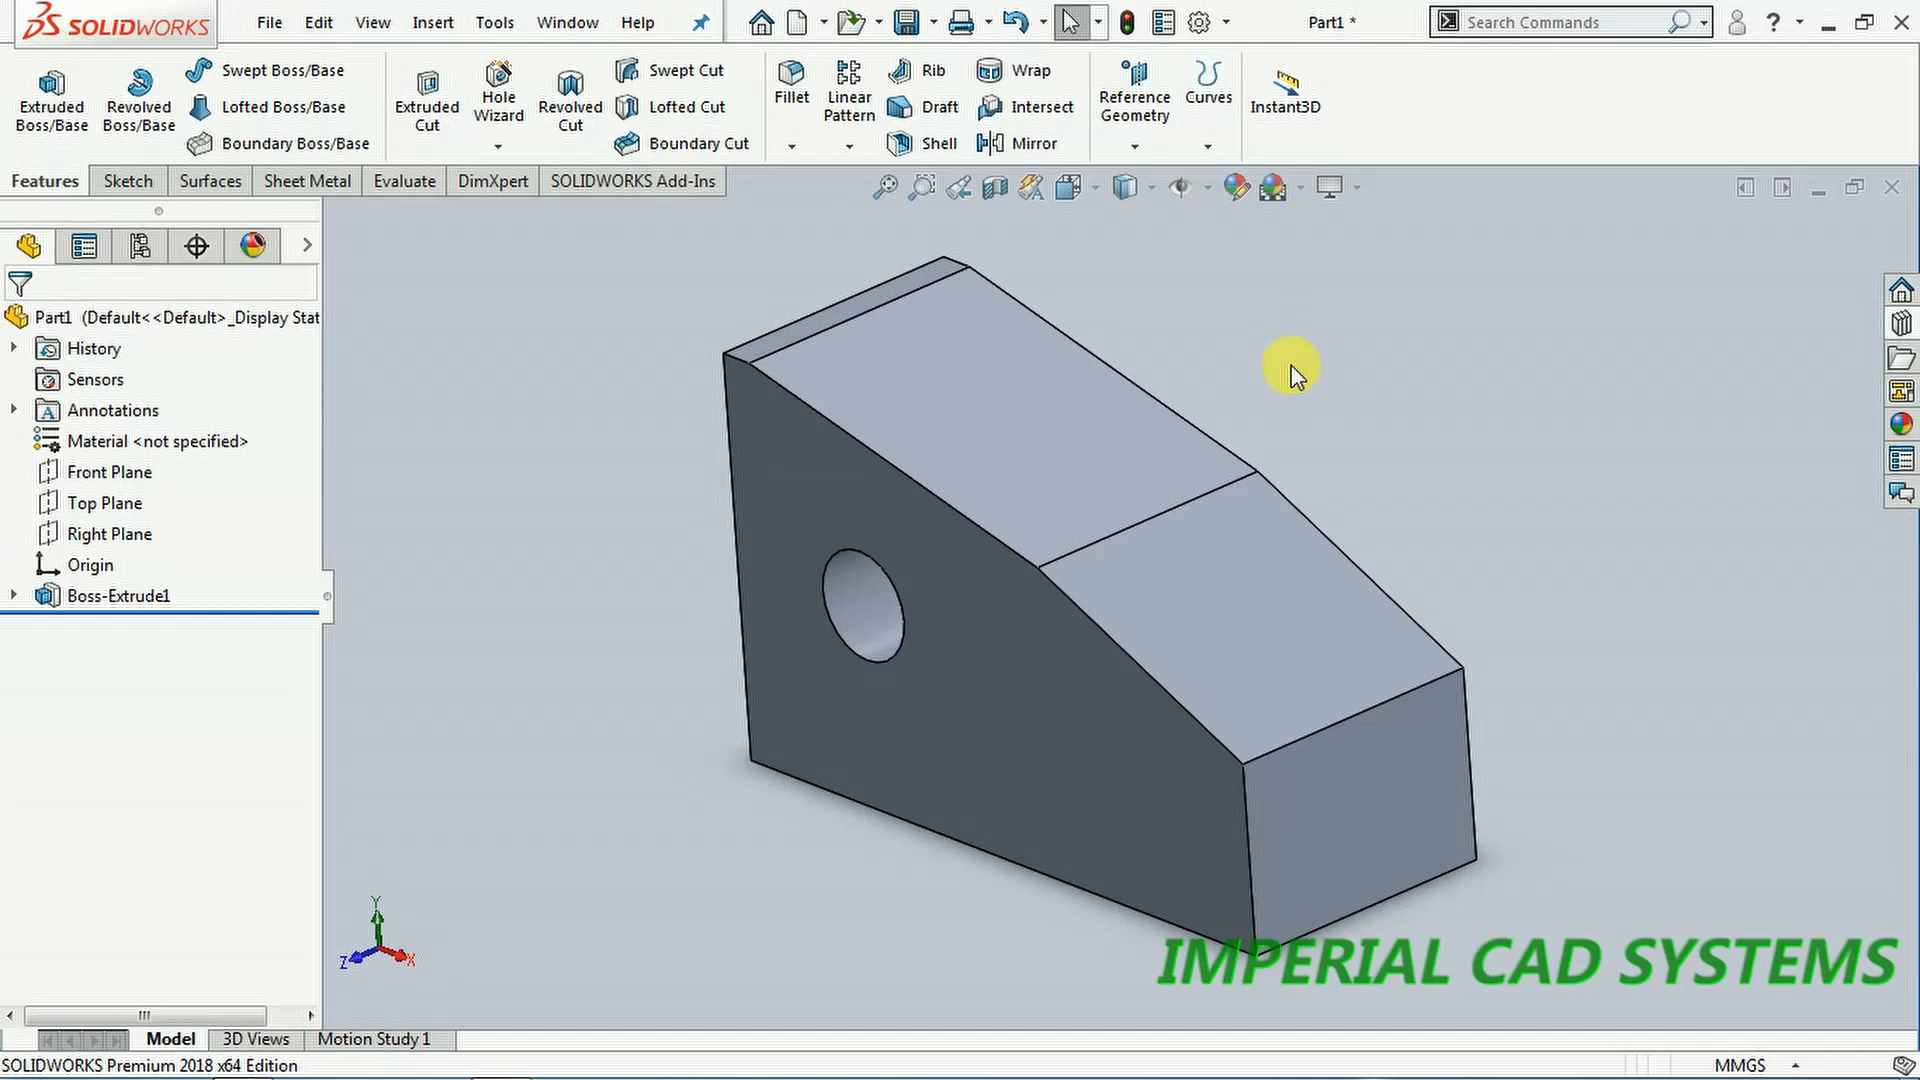 SOLIDWORKS File Edit View Insert Tools Window Help Part1 * Search Commands ?
Extruded Boss/Base
Revolved Boss/Base
Swept Boss/Base
Lofted Boss/Base
Boundary Boss/Base
Extruded Cut
Hole Wizard
Revolved Cut
Swept Cut
Lofted Cut
Boundary Cut
Fillet
Linear Pattern
Rib
Draft
Shell
Wrap
Intersect
Mirror
Reference Geometry
Curves
Instant3D
Features Sketch Surfaces Sheet Metal Evaluate DimXpert SOLIDWORKS Add-Ins
Part1 (Default<<Default>_Display Stat
History
Sensors
Annotations
Material <not specified>
Front Plane
Top Plane
Right Plane
Origin
Boss-Extrude1
Y
Z X
IMPERIAL CAD SYSTEMS
Model 3D Views Motion Study 1
SOLIDWORKS Premium 2018 x64 Edition MMGS